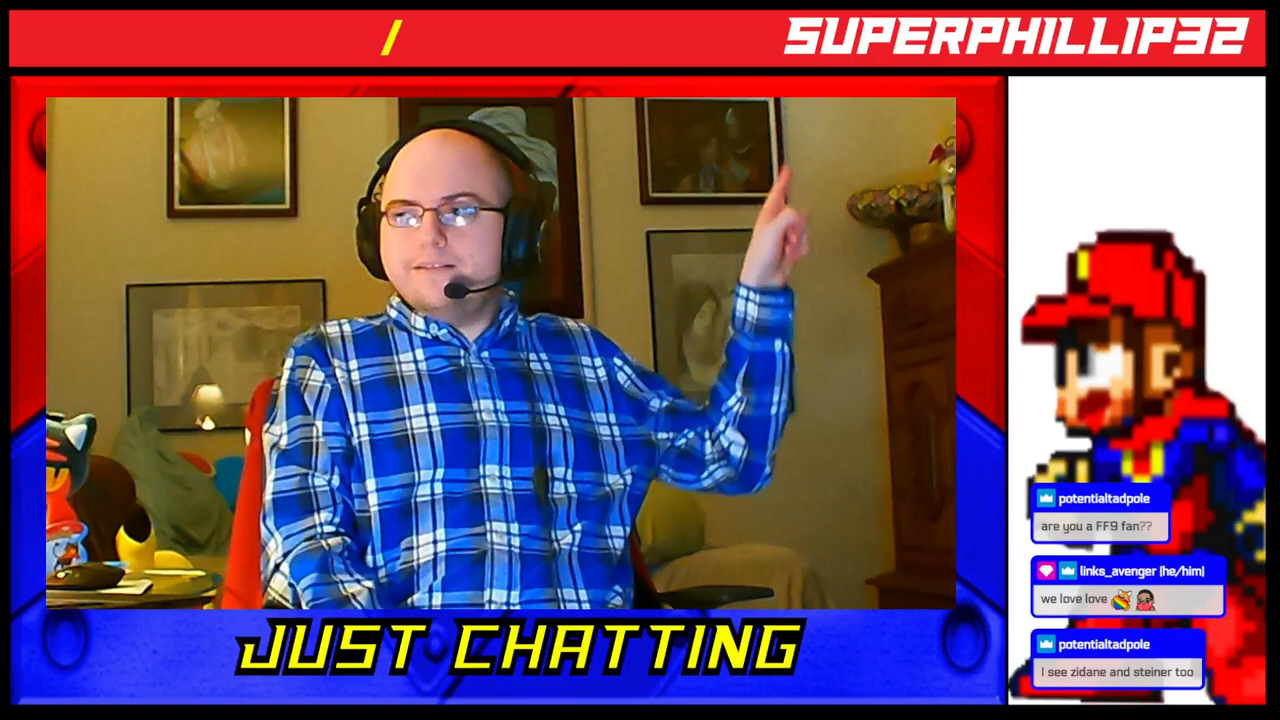 /
SUPERPHILLIP32
potentialtadpole
are you a FF9 fan??
links_avenger (he/him)
we love love
potentialtadpole
I see zidane and steiner too
JUST CHATTING